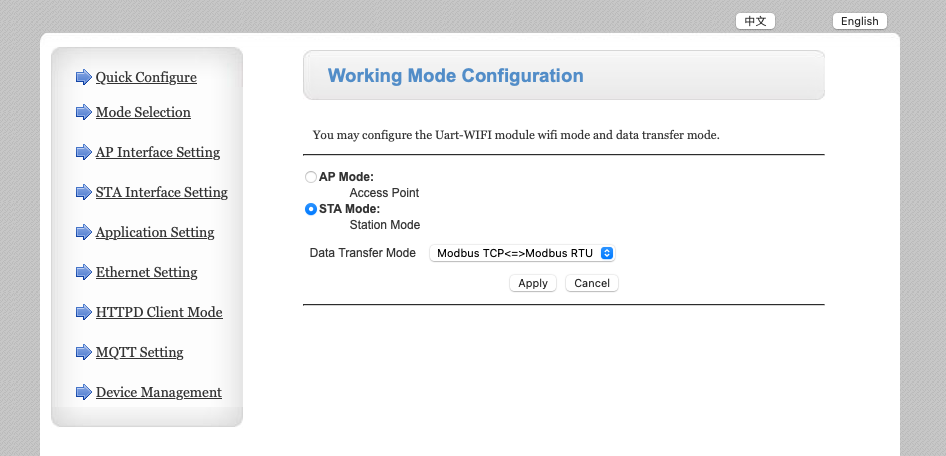 中文
English
Quick Configure
Mode Selection
AP Interface Setting
STA Interface Setting
Application Setting
Ethernet Setting
HTTPD Client Mode
MQTT Setting
Device Management
Working Mode Configuration
You may configure the Uart-WIFI module wifi mode and data transfer mode.
AP Mode:
Access Point
STA Mode:
Station Mode
Data Transfer Mode Modbus TCP<=>Modbus RTU
Apply Cancel